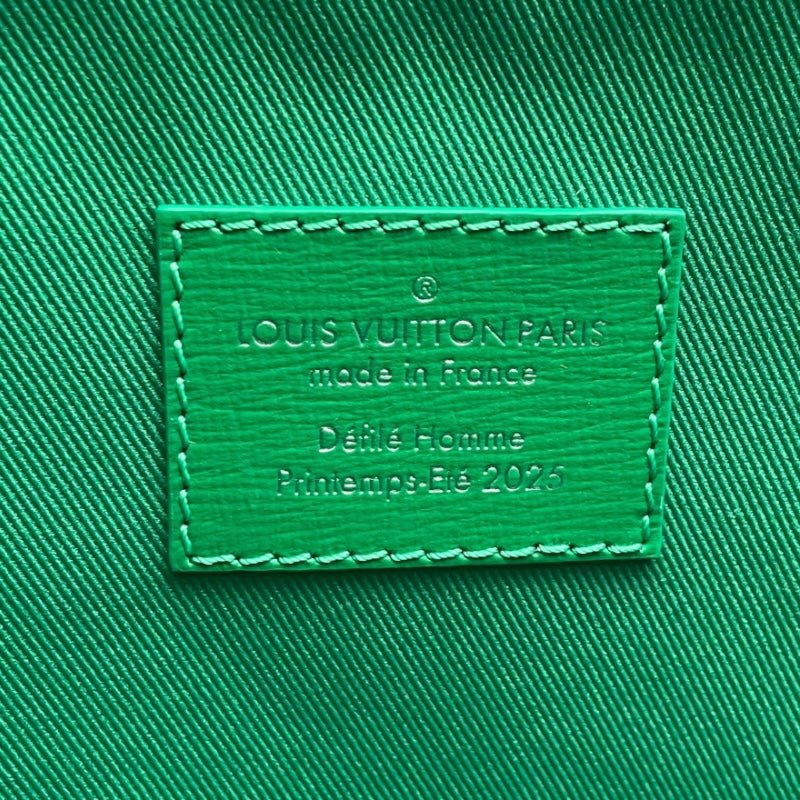 ®
LOUIS VUITTON PARIS
made in France
Défilé Homme
Printemps-Eté 2025